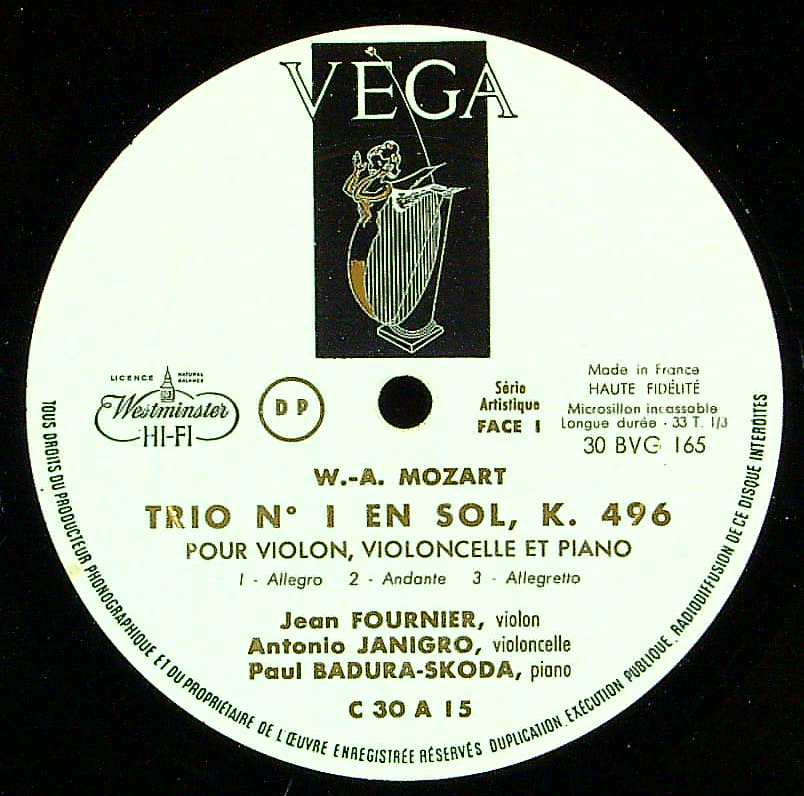 VÈGA
LICENCE NATURAL BALANCE
Westminster
HI-FI
D P
Série
Artistique
FACE 1
Made in France
HAUTE FIDÉLITÉ
Microsillon incassable
Longue durée - 33 T. 1/3
30 BVG 165
W.-A. MOZART
TRIO N° 1 EN SOL, K. 496
POUR VIOLON, VIOLONCELLE ET PIANO
1 - Allegro 2 - Andante 3 - Allegretto
Jean FOURNIER, violon
Antonio JANIGRO, violoncelle
Paul BADURA-SKODA, piano
C 30 A 15
TOUS DROITS DU PRODUCTEUR PHONOGRAPHIQUE ET DU PROPRIÉTAIRE DE L'ŒUVRE ENREGISTRÉE RÉSERVÉS DUPLICATION EXÉCUTION PUBLIQUE, RADIODIFFUSION DE CE DISQUE INTERDITES